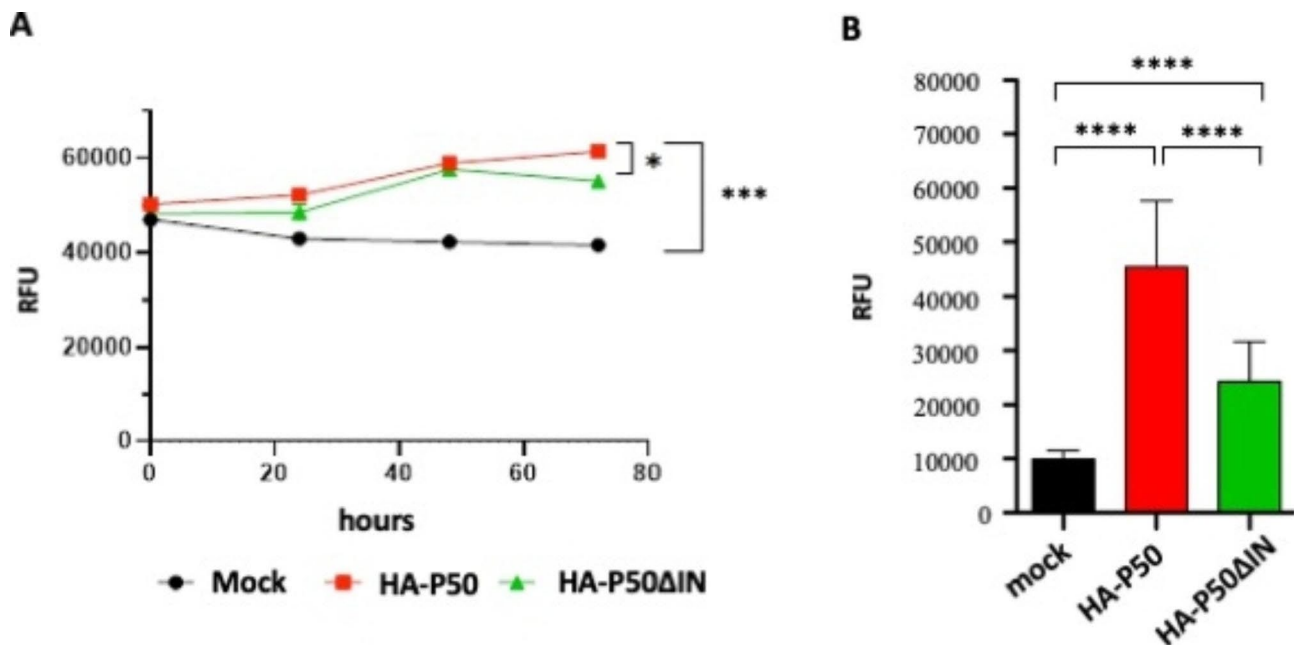 A
60000
40000
20000
0
RFU
0 20 40 60 80
hours
*
***
Mock HA-P50 HA-P50ΔIN
B
80000
70000
60000
50000
40000
30000
20000
10000
0
RFU
****
**** ****
mock
HA-P50
HA-P50ΔIN